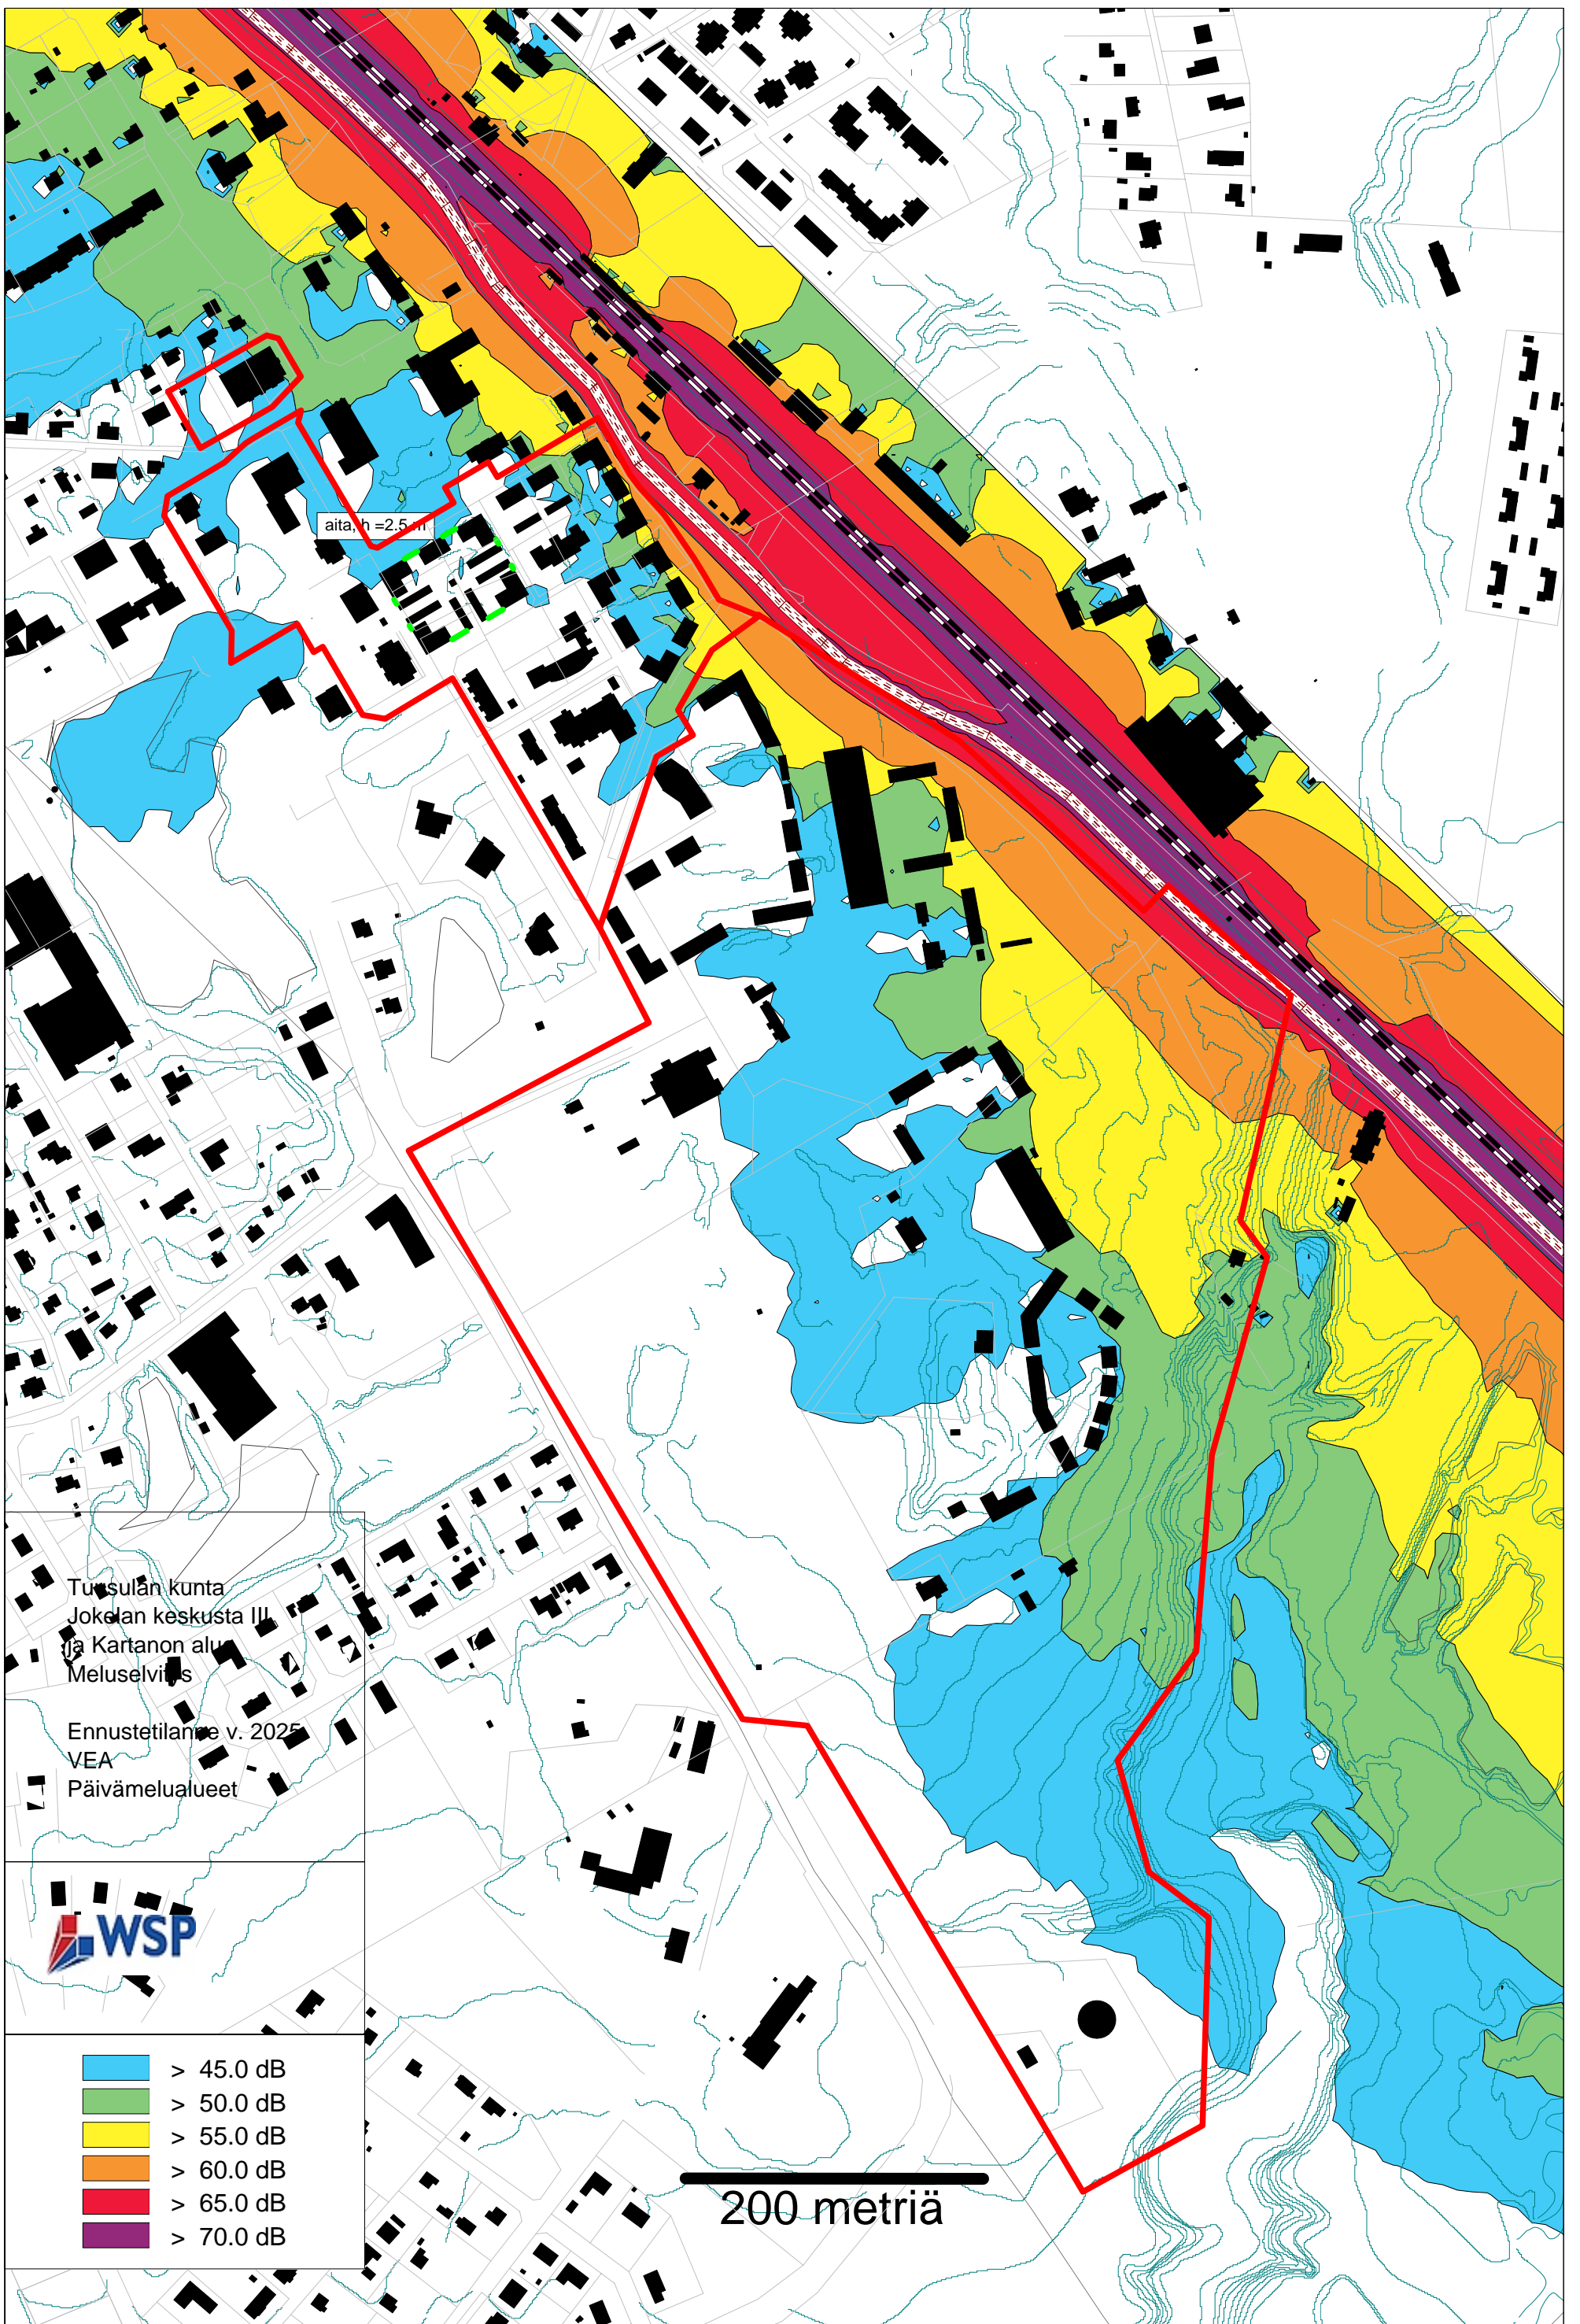 aita, h =2.5 m
Tuusulan kunta
Jokelan keskusta III
ja Kartanon alue
Meluselvitys
Ennustetilanne v. 2025
VEA
Päivämelualueet
WSP
> 45.0 dB
> 50.0 dB
> 55.0 dB
> 60.0 dB
> 65.0 dB
> 70.0 dB
200 metriä